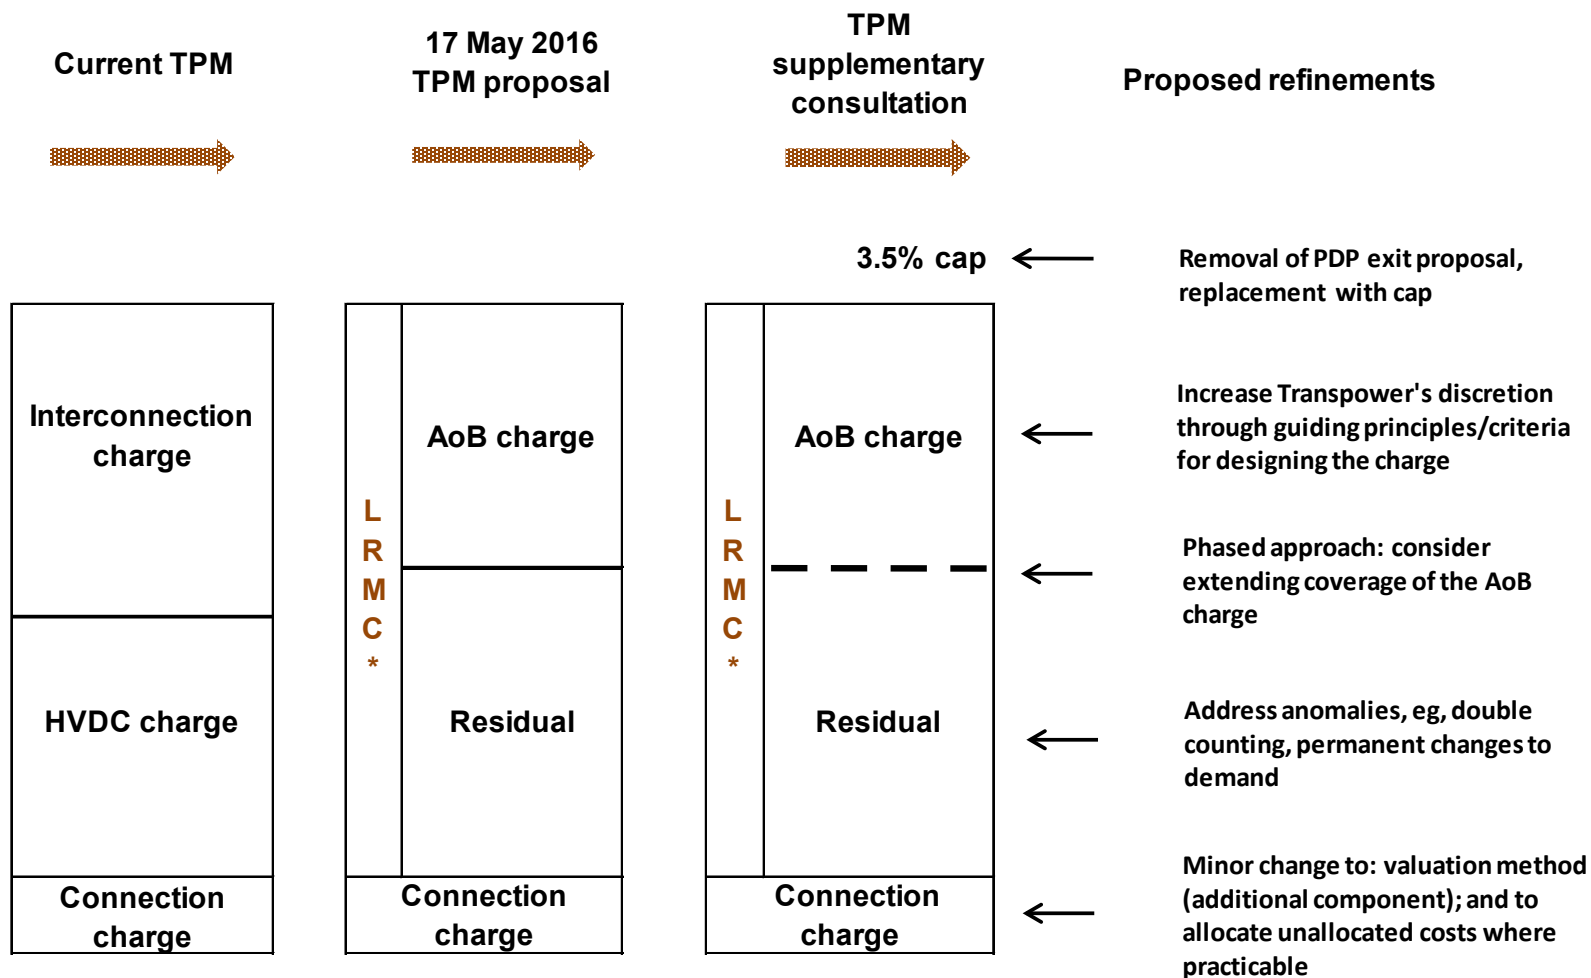 Current TPM
17 May 2016
TPM proposal
TPM
supplementary
consultation
Proposed refinements
3.5% cap
Removal of PDP exit proposal,
replacement with cap
Interconnection
charge
HVDC charge
Connection
charge
L
R
M
C
*
AoB charge
Residual
Connection
charge
L
R
M
C
*
AoB charge
Residual
Connection
charge
Increase Transpower's discretion
through guiding principles/criteria
for designing the charge
Phased approach: consider
extending coverage of the AoB
charge
Address anomalies, eg, double
counting, permanent changes to
demand
Minor change to: valuation method
(additional component); and to
allocate unallocated costs where
practicable